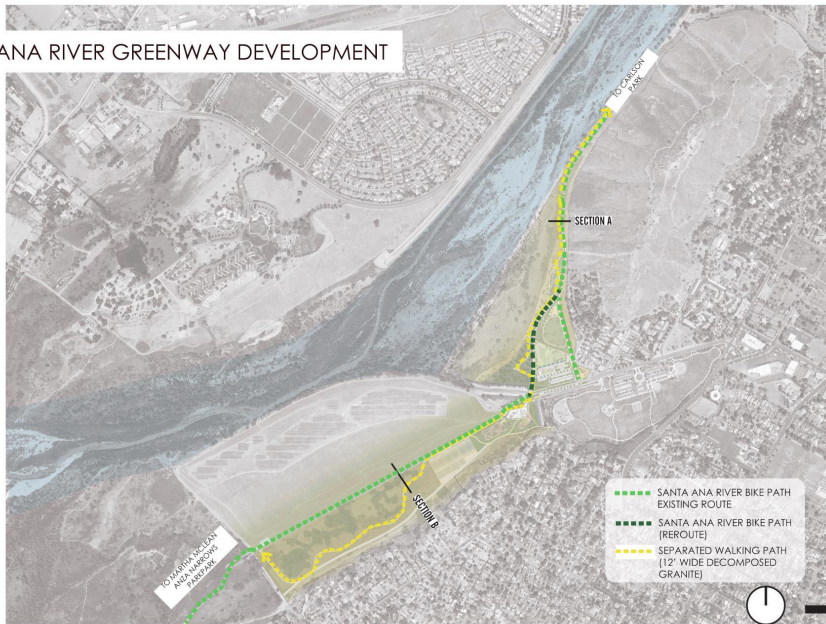 ANA RIVER GREENWAY DEVELOPMENT
TO CARLSON
PARK
SECTION A
SECTION B
TO MARTHA MCLEAN
ANZA NARROWS
PARKPARK
SANTA ANA RIVER BIKE PATH
EXISTING ROUTE
SANTA ANA RIVER BIKE PATH
(REROUTE)
SEPARATED WALKING PATH
(12' WIDE DECOMPOSED
GRANITE)